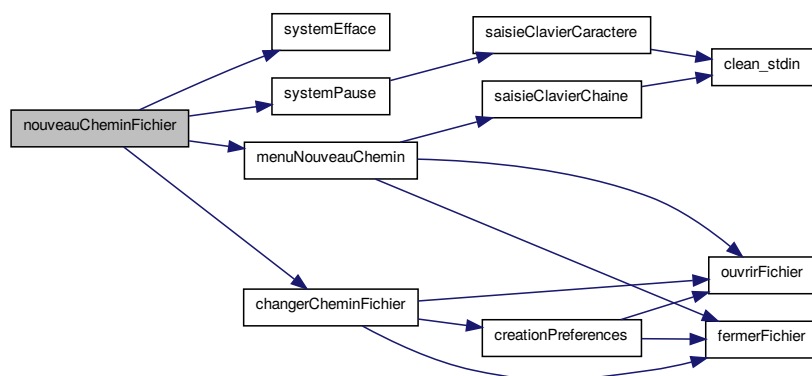 systemEfface
saisieClavierCaractere
clean_stdin
systemPause
saisieClavierChaine
nouveauCheminFichier
menuNouveauChemin
ouvrirFichier
changerCheminFichier
creationPreferences
fermerFichier